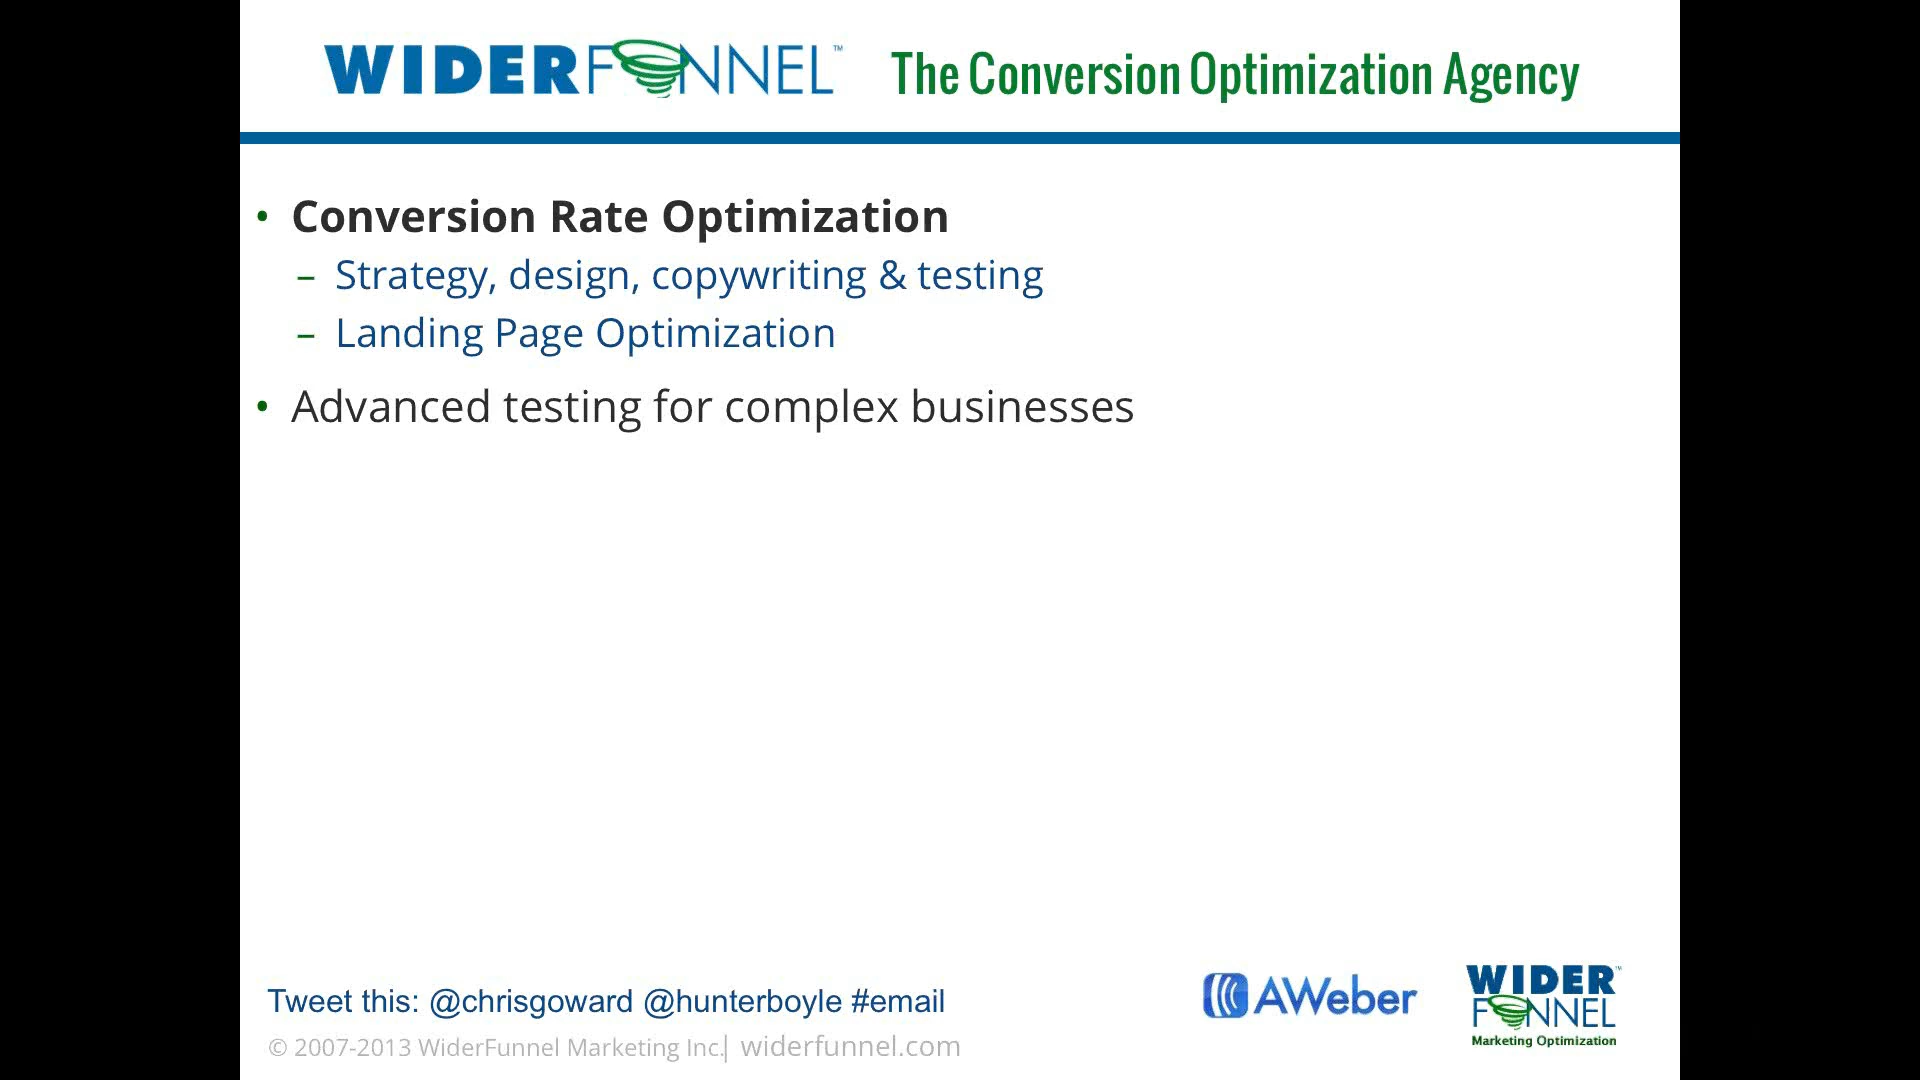 WIDERFUNNEL™ The Conversion Optimization Agency
• Conversion Rate Optimization
– Strategy, design, copywriting & testing
– Landing Page Optimization
• Advanced testing for complex businesses
Tweet this: @chrisgoward @hunterboyle #email
© 2007-2013 WiderFunnel Marketing Inc.| widerfunnel.com
AWeber
WIDER™
FUNNEL
Marketing Optimization